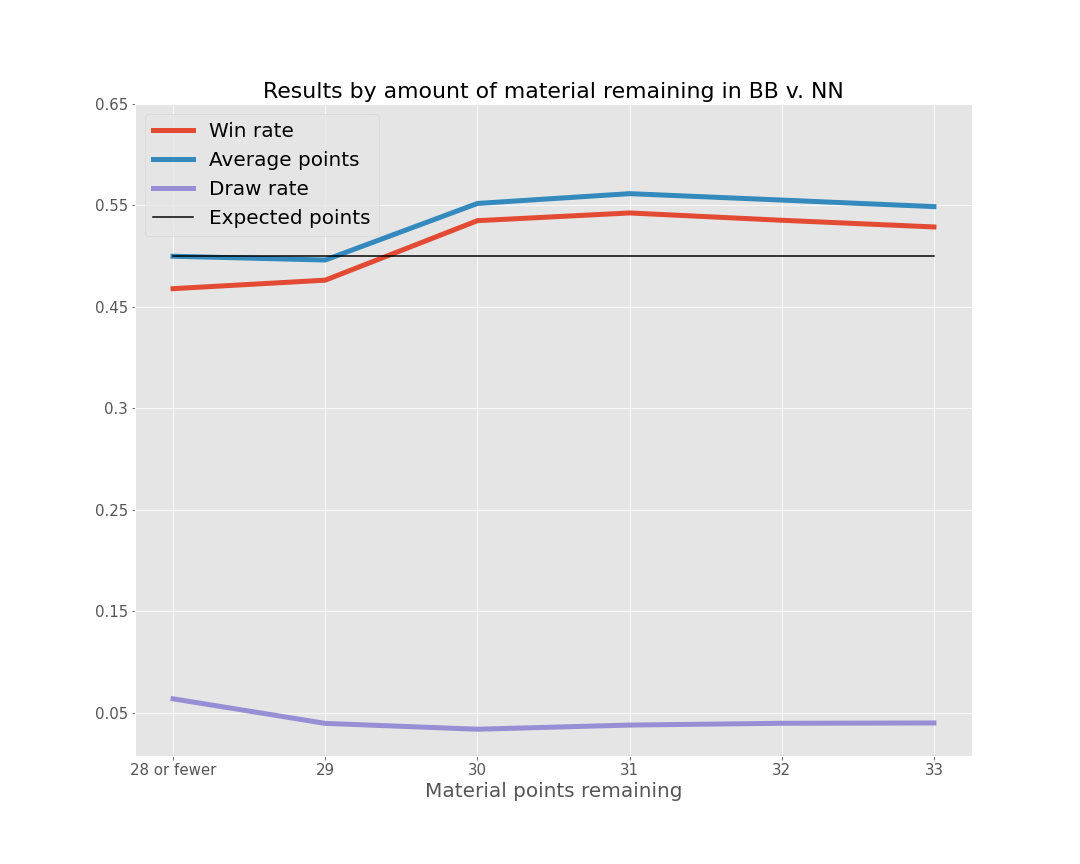 Results by amount of material remaining in BB v. NN
0.65
Win rate
Average points
Draw rate
Expected points
0.55
0.45
0.3
0.25
0.15
0.05
28 or fewer 29 30 31 32 33
Material points remaining